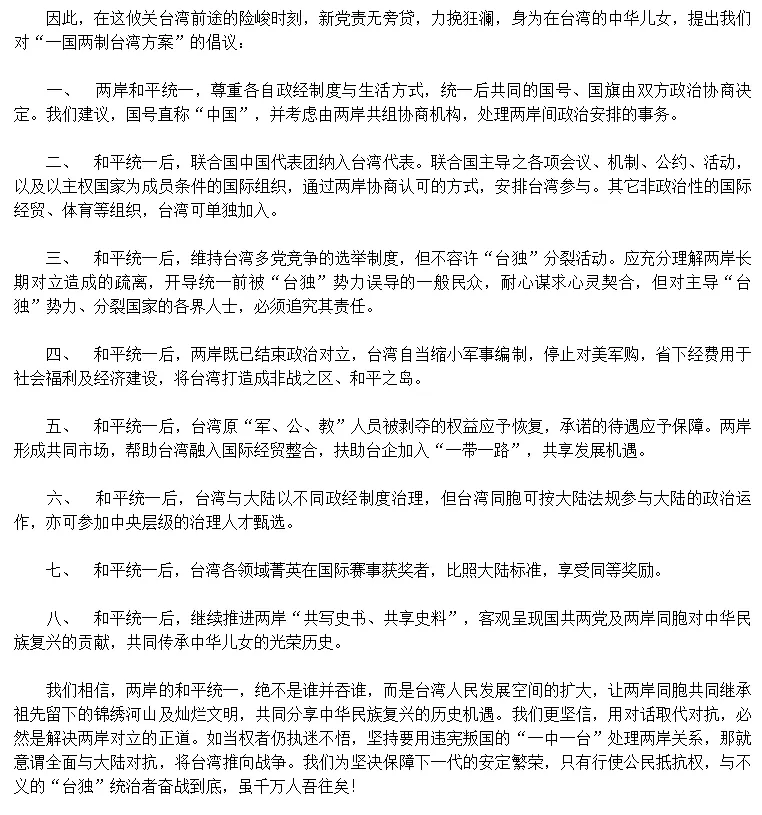 因此，在这攸关台湾前途的险峻时刻，新党责无旁贷，力挽狂澜，身为在台湾的中华儿女，提出我们
对“一国两制台湾方案”的倡议：
一、　两岸和平统一，尊重各自政经制度与生活方式，统一后共同的国号、国旗由双方政治协商决
定。我们建议，国号直称“中国”，并考虑由两岸共组协商机构，处理两岸间政治安排的事务。
二、　和平统一后，联合国中国代表团纳入台湾代表。联合国主导之各项会议、机制、公约、活动，
以及以主权国家为成员条件的国际组织，通过两岸协商认可的方式，安排台湾参与。其它非政治性的国际
经贸、体育等组织，台湾可单独加入。
三、　和平统一后，维持台湾多党竞争的选举制度，但不容许“台独”分裂活动。应充分理解两岸长
期对立造成的疏离，开导统一前被“台独”势力误导的一般民众，耐心谋求心灵契合，但对主导“台
独”势力、分裂国家的各界人士，必须追究其责任。
四、　和平统一后，两岸既已结束政治对立，台湾自当缩小军事编制，停止对美军购，省下经费用于
社会福利及经济建设，将台湾打造成非战之区、和平之岛。
五、　和平统一后，台湾原“军、公、教”人员被剥夺的权益应予恢复，承诺的待遇应予保障。两岸
形成共同市场，帮助台湾融入国际经贸整合，扶助台企加入“一带一路”，共享发展机遇。
六、　和平统一后，台湾与大陆以不同政经制度治理，但台湾同胞可按大陆法规参与大陆的政治运
作，亦可参加中央层级的治理人才甄选。
七、　和平统一后，台湾各领域菁英在国际赛事获奖者，比照大陆标准，享受同等奖励。
八、　和平统一后，继续推进两岸“共写史书、共享史料”，客观呈现国共两党及两岸同胞对中华民
族复兴的贡献，共同传承中华儿女的光荣历史。
我们相信，两岸的和平统一，绝不是谁并吞谁，而是台湾人民发展空间的扩大，让两岸同胞共同继承
祖先留下的锦绣河山及灿烂文明，共同分享中华民族复兴的历史机遇。我们更坚信，用对话取代对抗，必
然是解决两岸对立的正道。如当权者仍执迷不悟，坚持要用违宪叛国的“一中一台”处理两岸关系，那就
意谓全面与大陆对抗，将台湾推向战争。我们为坚决保障下一代的安定繁荣，只有行使公民抵抗权，与不
义的“台独”统治者奋战到底，虽千万人吾往矣！